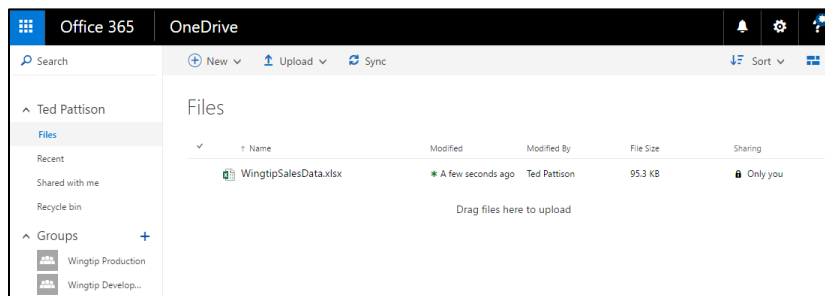 Office 365 OneDrive
Search
New Upload Sync Sort
Ted Pattison
Files
Recent
Shared with me
Recycle bin
Groups +
Wingtip Production
Wingtip Develop...
Files
Name Modified Modified By File Size Sharing
WingtipSalesData.xlsx A few seconds ago Ted Pattison 95.3 KB Only you
Drag files here to upload